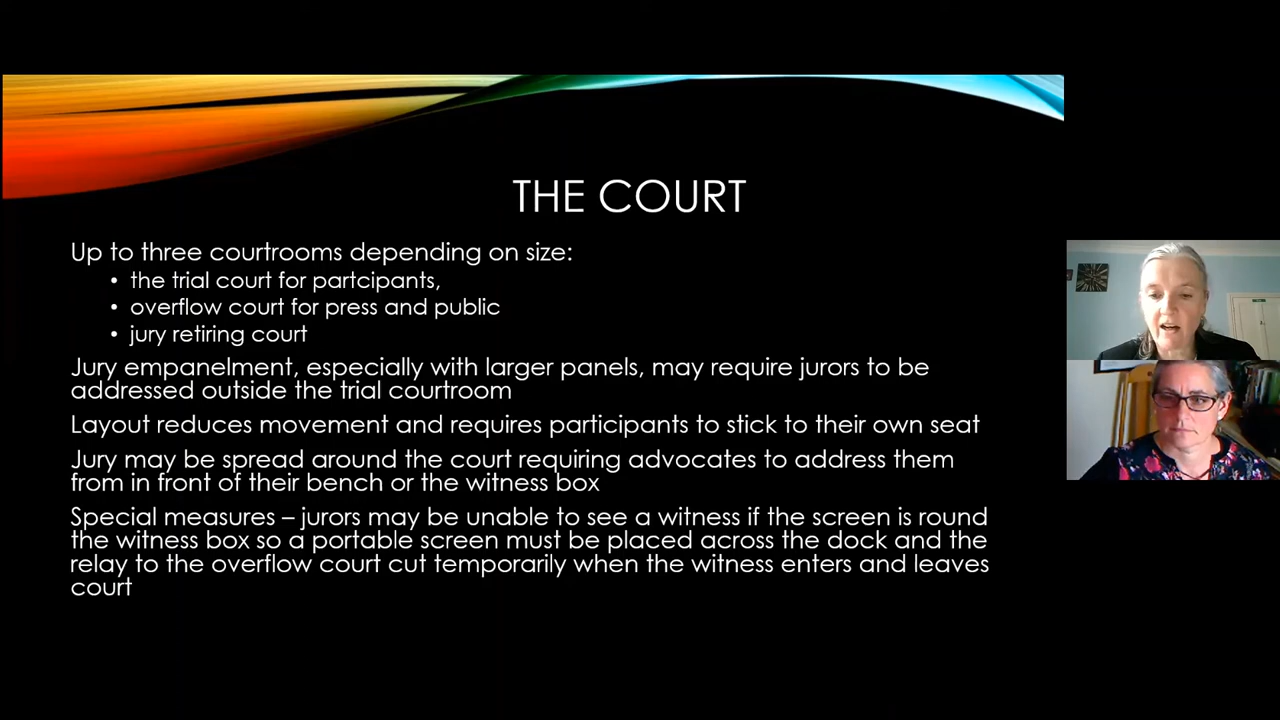 THE COURT
Up to three courtrooms depending on size:
• the trial court for partcipants,
• overflow court for press and public
• jury retiring court
Jury empanelment, especially with larger panels, may require jurors to be
addressed outside the trial courtroom
Layout reduces movement and requires participants to stick to their own seat
Jury may be spread around the court requiring advocates to address them
from in front of their bench or the witness box
Special measures – jurors may be unable to see a witness if the screen is round
the witness box so a portable screen must be placed across the dock and the
relay to the overflow court cut temporarily when the witness enters and leaves
court